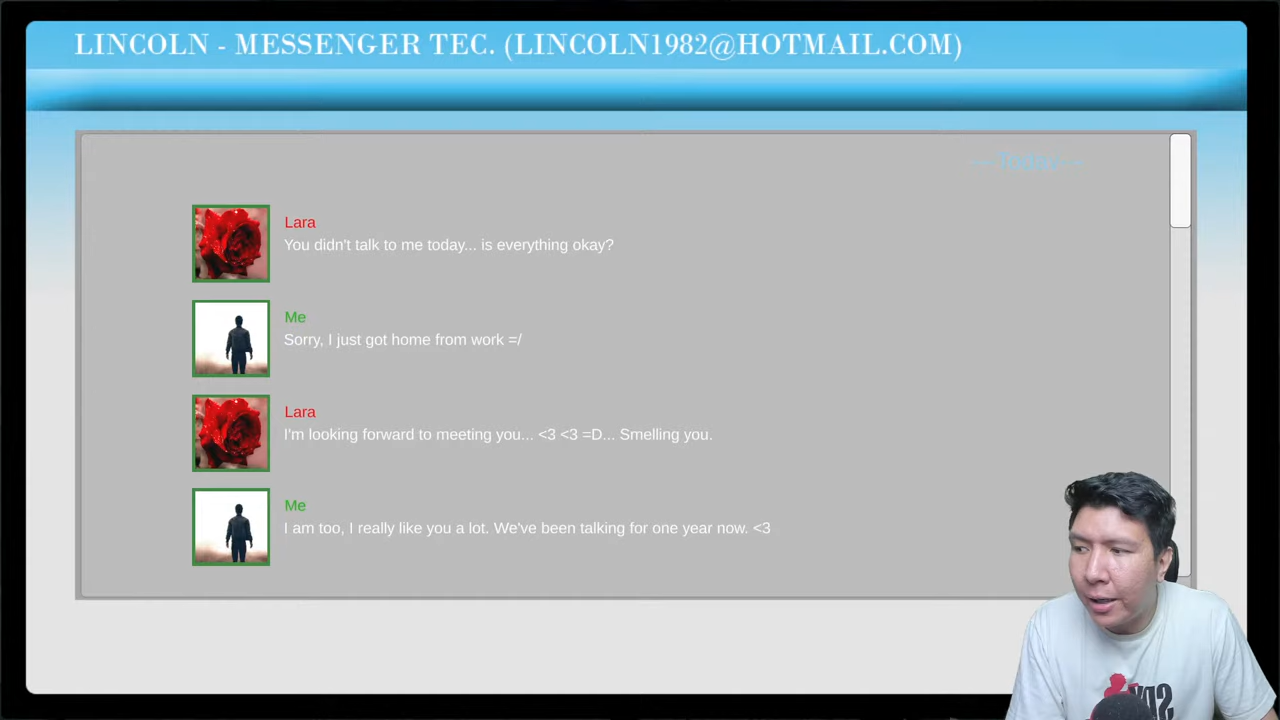 LINCOLN - MESSENGER TEC. (LINCOLN1982@HOTMAIL.COM)
---Today---
Lara
You didn't talk to me today... is everything okay?
Me
Sorry, I just got home from work =/
Lara
I'm looking forward to meeting you... <3 <3 =D... Smelling you.
Me
I am too, I really like you a lot. We've been talking for one year now. <3